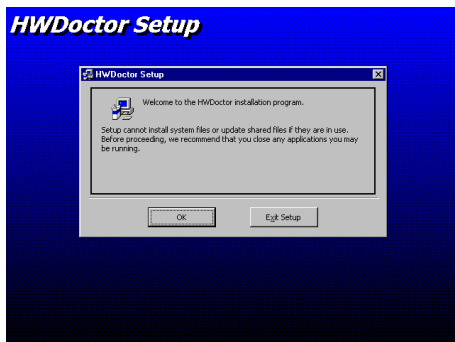 HWDoctor Setup
HWDoctor Setup
Welcome to the HWDoctor installation program.
Setup cannot install system files or update shared files if they are in use.
Before proceeding, we recommend that you close any applications you may
be running.
OK
Exit Setup